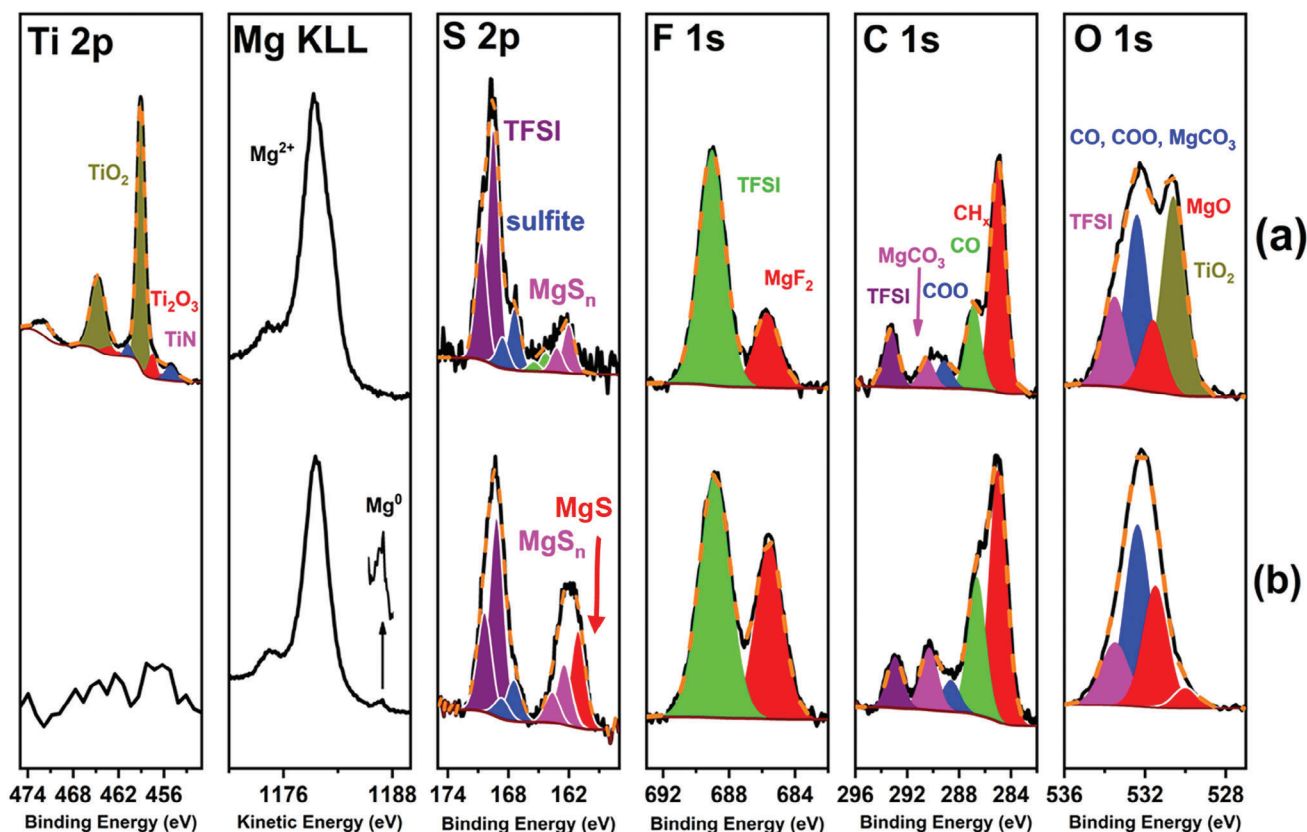 Ti 2p
Mg KLL
S 2p
F 1s
C 1s
O 1s
TiO₂
Ti₂O₃
TiN
Mg²⁺
TFSI
sulfite
MgSₙ
TFSI
MgF₂
CHₓ
CO
MgCO₃
TFSI
COO
CO, COO, MgCO₃
TFSI
MgO
TiO₂
(a)
Mg⁰
MgS
MgSₙ
(b)
474 468 462 456
Binding Energy (eV)
1176 1188
Kinetic Energy (eV)
174 168 162
Binding Energy (eV)
692 688 684
Binding Energy (eV)
296 292 288 284
Binding Energy (eV)
536 532 528
Binding Energy (eV)